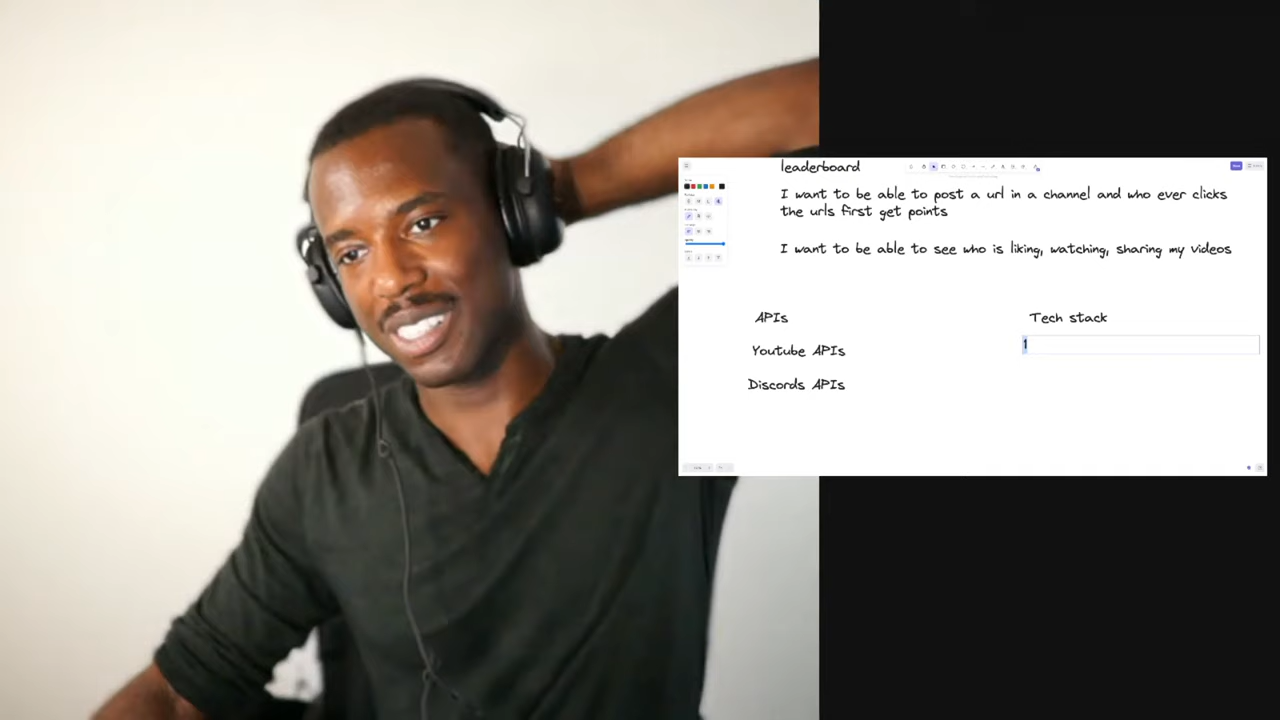 leaderboard
I want to be able to post a url in a channel and who ever clicks
the urls first get points
I want to be able to see who is liking, watching, sharing my videos
APIs
Tech stack
1
Youtube APIs
Discords APIs